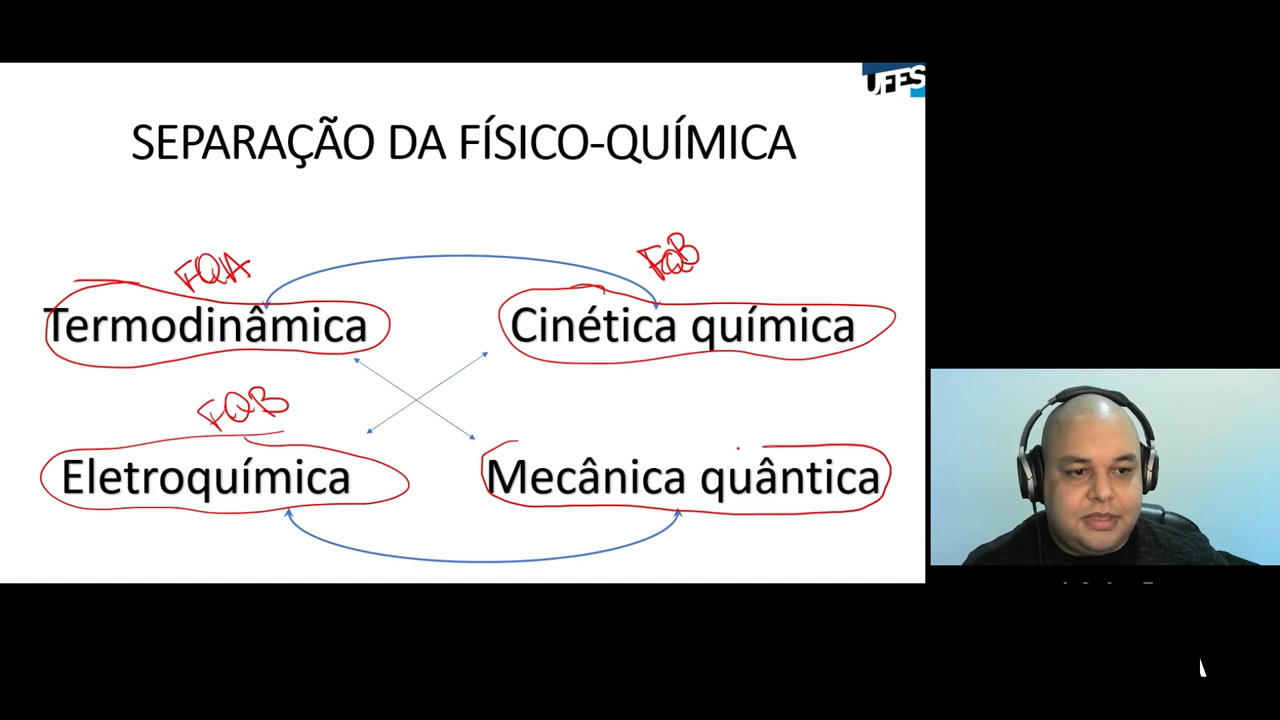 UFES
SEPARAÇÃO DA FÍSICO-QUÍMICA
FQA
FQB
Termodinâmica
Cinética química
FQB
Eletroquímica
Mecânica quântica